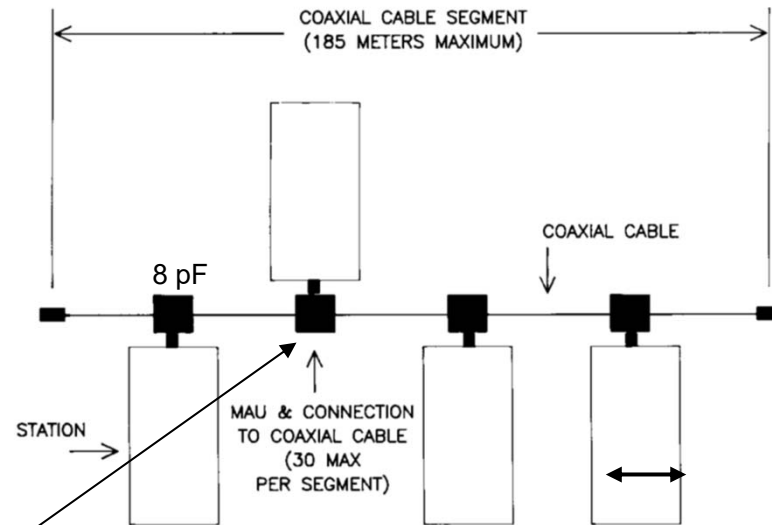 COAXIAL CABLE SEGMENT
(185 METERS MAXIMUM)
COAXIAL CABLE
8 pF
STATION
MAU & CONNECTION
TO COAXIAL CABLE
(30 MAX
PER SEGMENT)